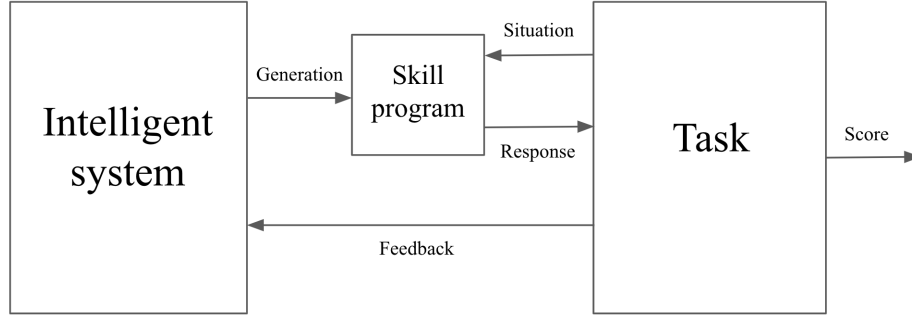 Intelligent
system
Generation
Skill
program
Situation
Response
Feedback
Task
Score